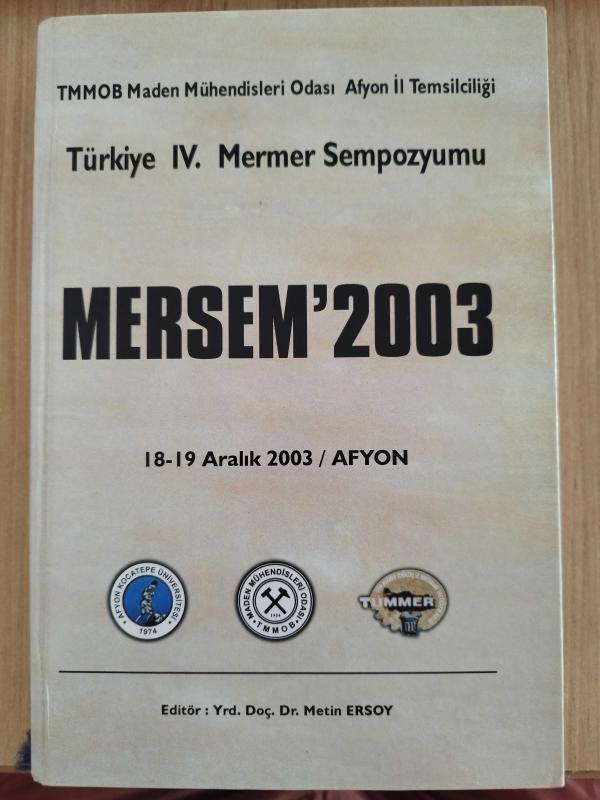 TMMOB Maden Mühendisleri Odası Afyon İl Temsilciliği
Türkiye IV. Mermer Sempozyumu
MERSEM'2003
18-19 Aralık 2003 / AFYON
AFYON KOCATEPE ÜNİVERSİTESİ
1974
MADEN MÜHENDİSLERİ ODASI
1954
TMMOB
TÜMMER
Editör : Yrd. Doç. Dr. Metin ERSOY